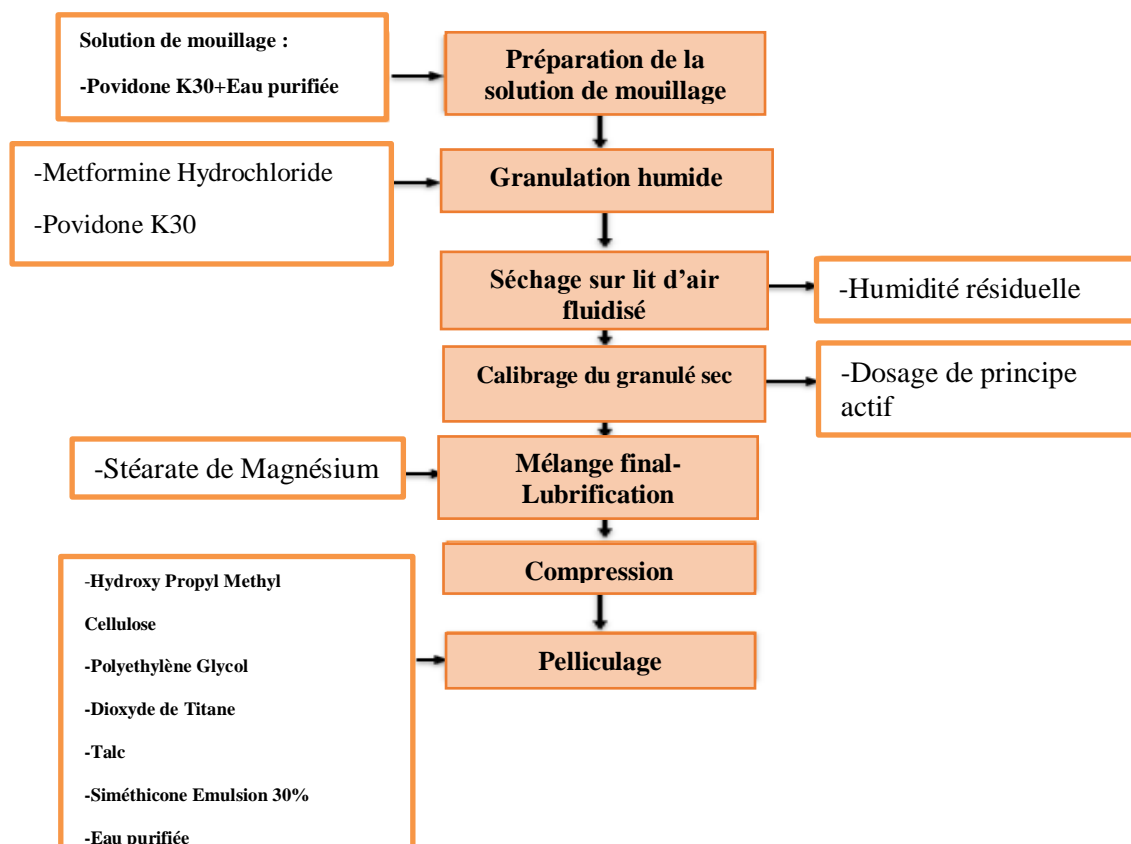 Solution de mouillage :
-Povidone K30+Eau purifiée
Préparation de la
solution de mouillage
-Metformine Hydrochloride
-Povidone K30
Granulation humide
Séchage sur lit d’air
fluidisé
-Humidité résiduelle
Calibrage du granulé sec
-Dosage de principe
actif
-Stéarate de Magnésium
Mélange final-
Lubrification
Compression
-Hydroxy Propyl Methyl
Cellulose
-Polyethylène Glycol
-Dioxyde de Titane
-Talc
-Siméthicone Emulsion 30%
-Eau purifiée
Pelliculage